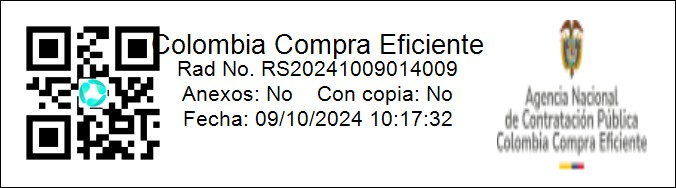 Colombia Compra Eficiente
Rad No. RS20241009014009
Anexos: No Con copia: No
Fecha: 09/10/2024 10:17:32
Agencia Nacional
de Contratación Pública
Colombia Compra Eficiente